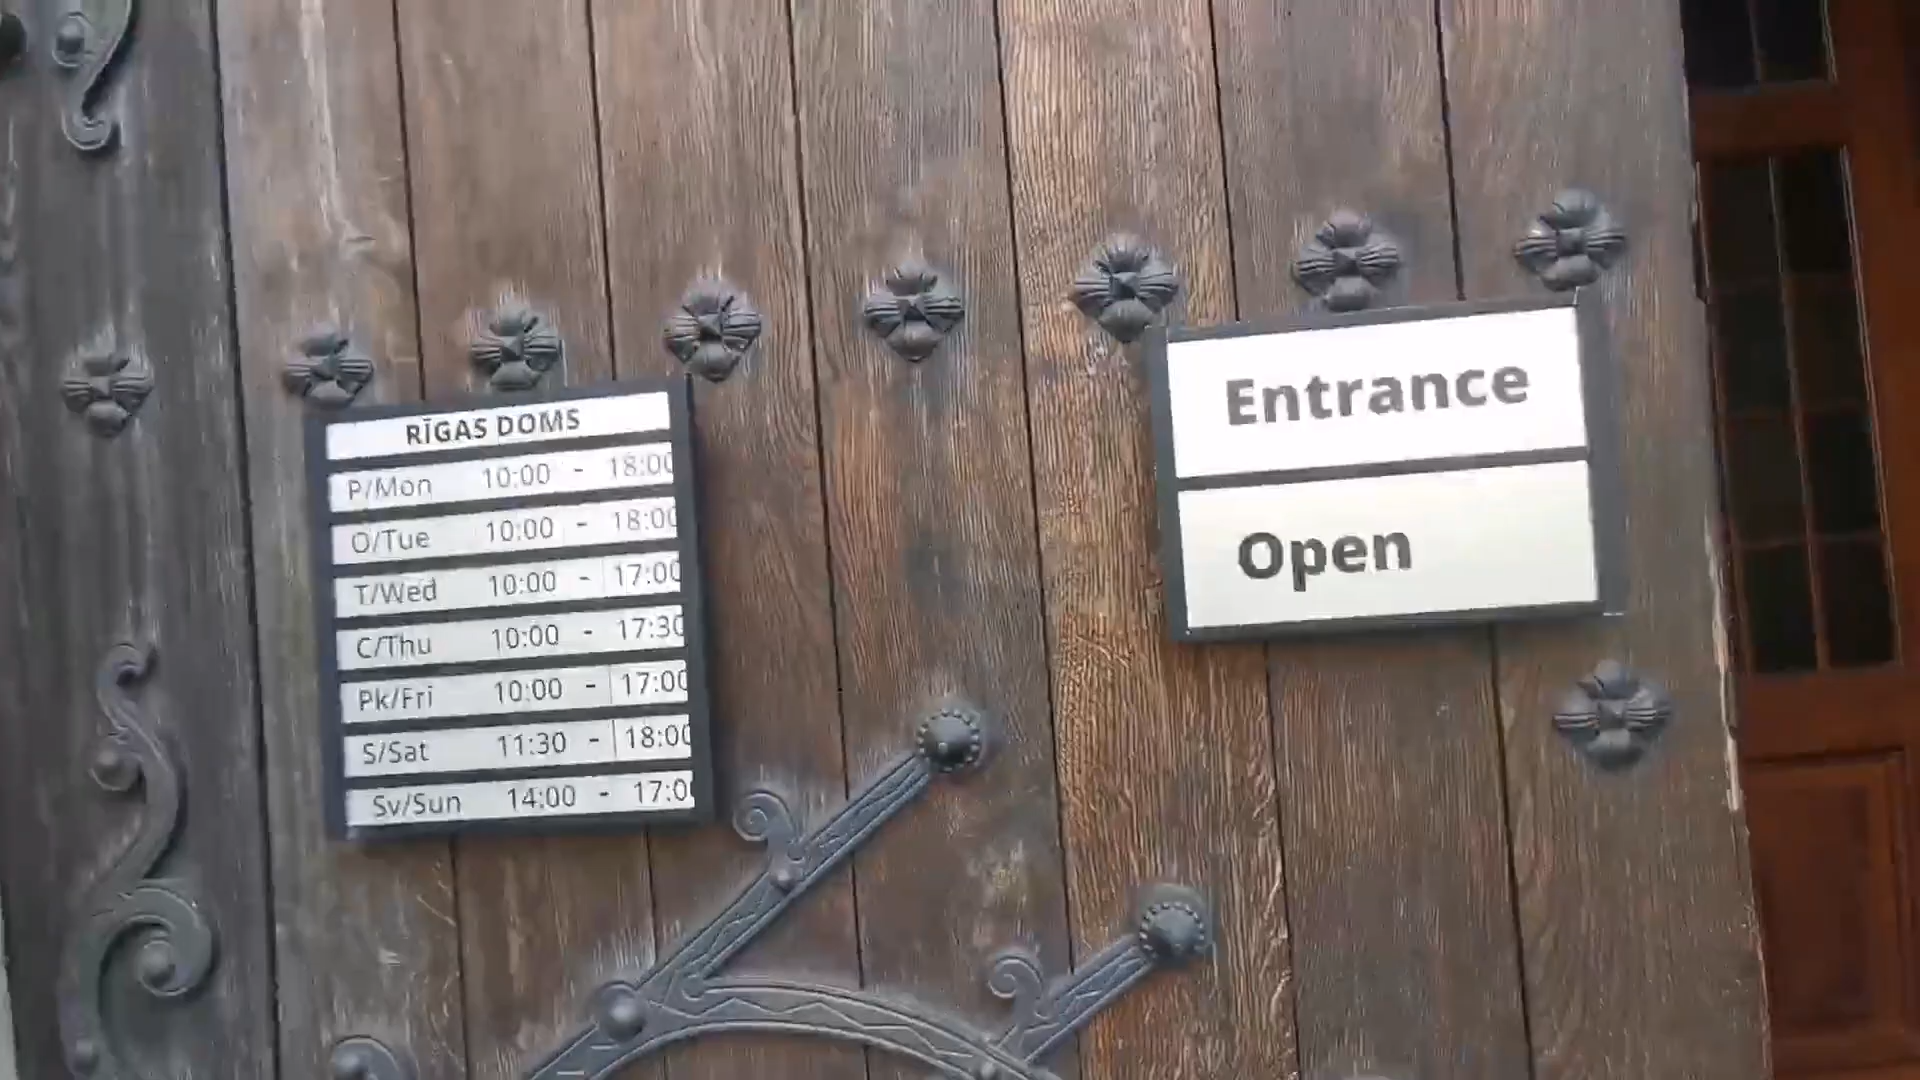 RĪGAS DOMS
P/Mon 10:00 - 18:00
O/Tue 10:00 - 18:00
T/Wed 10:00 - 17:00
C/Thu 10:00 - 17:30
Pk/Fri 10:00 - 17:00
S/Sat 11:30 - 18:00
Sv/Sun 14:00 - 17:0
Entrance
Open